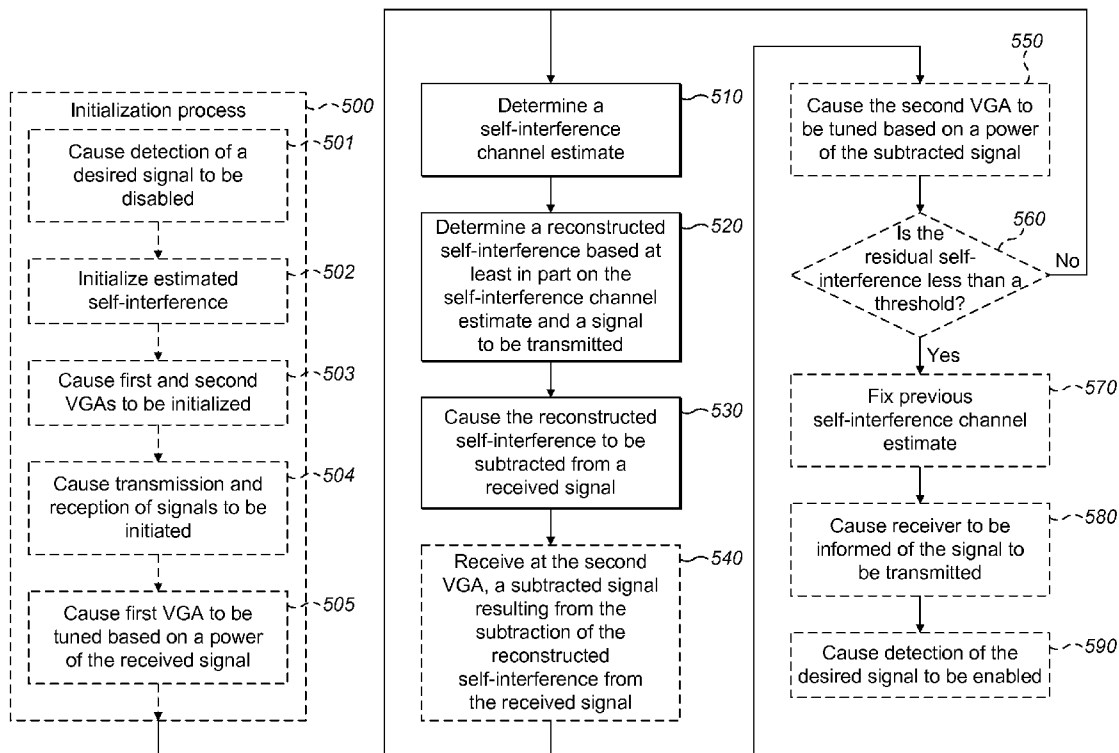 Initialization process
500
Cause detection of a
desired signal to be
disabled
501
Initialize estimated
self-interference
502
Cause first and second
VGAs to be initialized
503
Cause transmission and
reception of signals to be
initiated
504
Cause first VGA to be
tuned based on a power
of the received signal
505
Determine a
self-interference
channel estimate
510
Determine a reconstructed
self-interference based at
least in part on the
self-interference channel
estimate and a signal
to be transmitted
520
Cause the reconstructed
self-interference to be
subtracted from a
received signal
530
Receive at the second
VGA, a subtracted signal
resulting from the
subtraction of the
reconstructed
self-interference from
the received signal
540
Cause the second VGA to
be tuned based on a power
of the subtracted signal
550
Is the
residual self-
interference less than a
threshold?
560
No
Yes
Fix previous
self-interference channel
estimate
570
Cause receiver to be
informed of the signal to
be transmitted
580
Cause detection of the
desired signal to be enabled
590